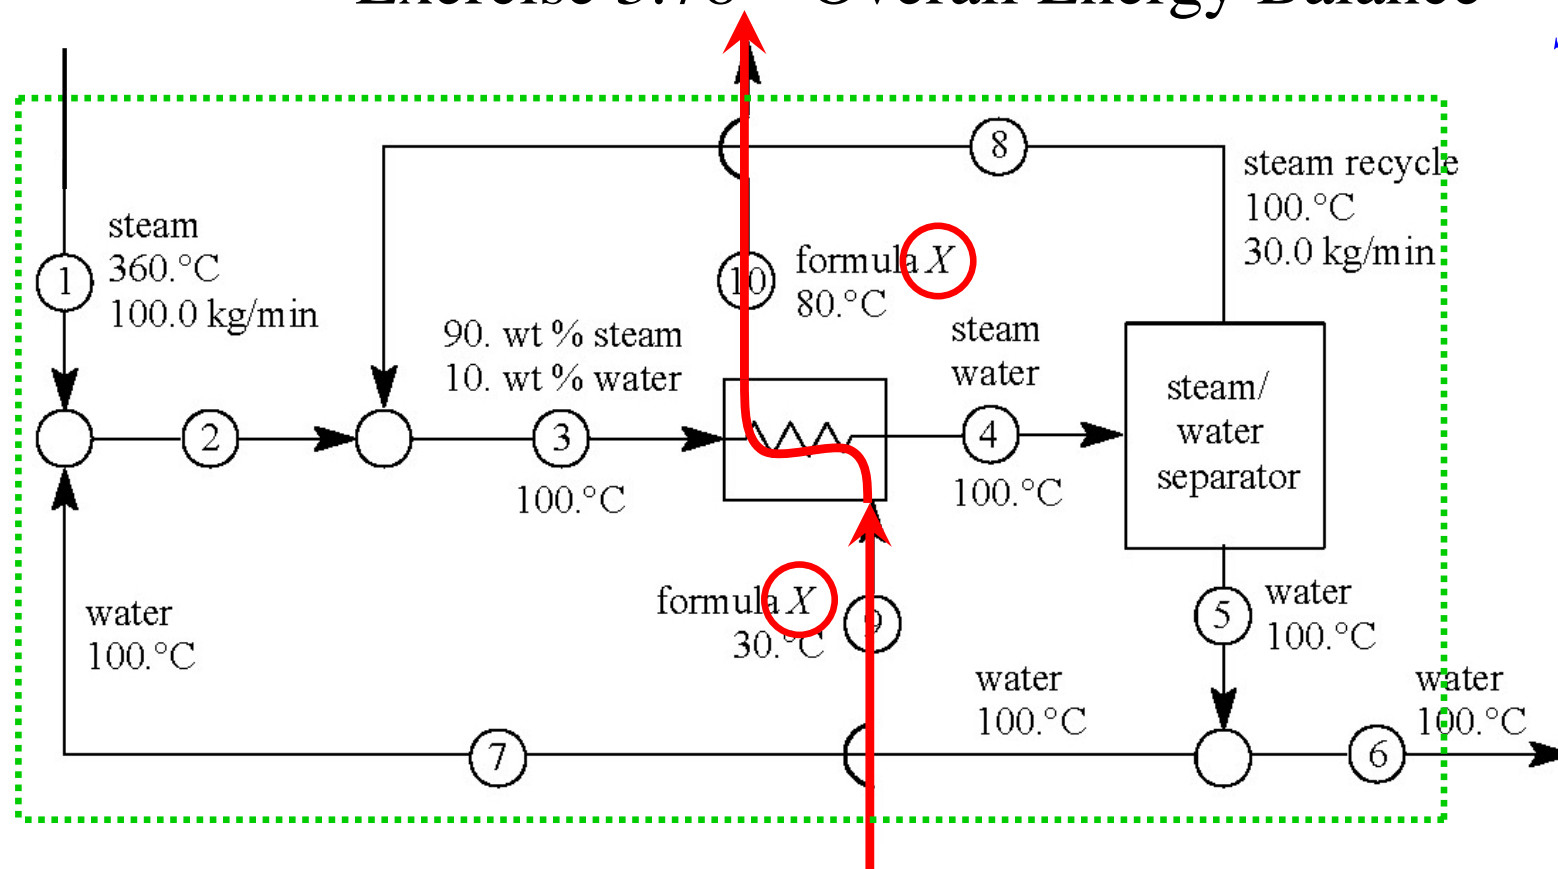 8
steam recycle
100.°C
30.0 kg/min
steam
360.°C
100.0 kg/min
1
10
formula X
80.°C
90. wt % steam
10. wt % water
steam
water
steam/
water
separator
2
3
4
100.°C
100.°C
formula X
30.°C
9
water
100.°C
5
water
100.°C
water
100.°C
water
100.°C
7
6